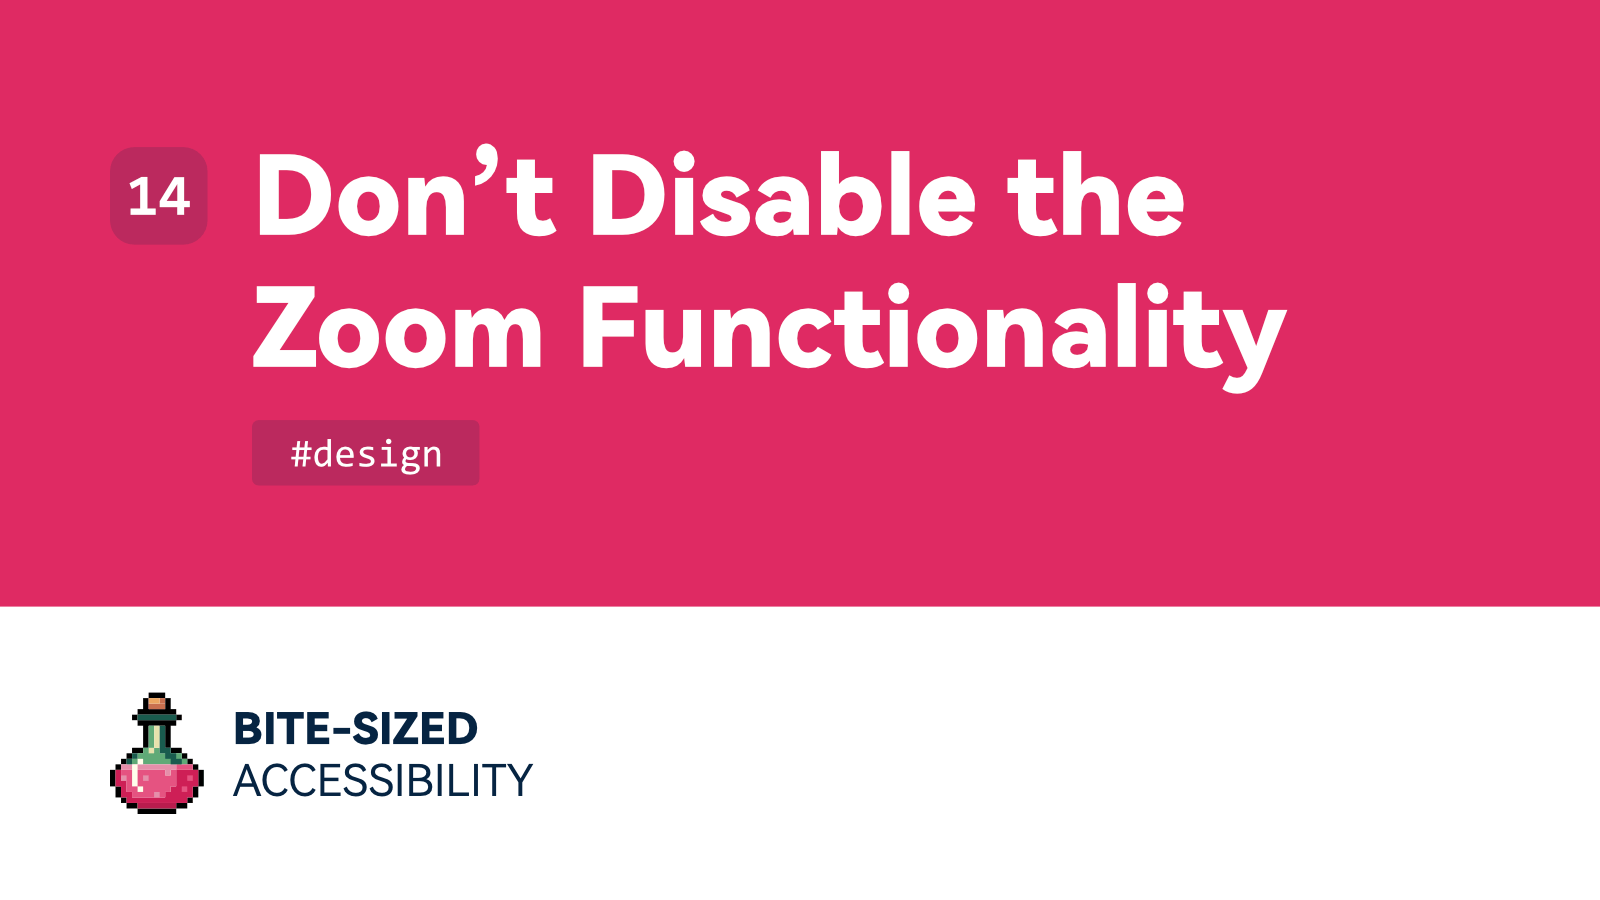 14
Don’t Disable the
Zoom Functionality
#design
BITE-SIZED
ACCESSIBILITY